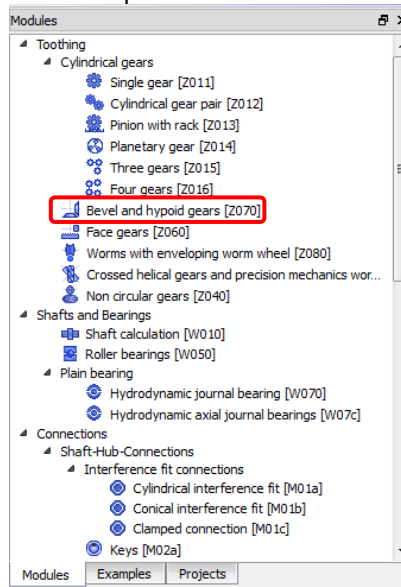 Modules
Toothing
Cylindrical gears
Single gear [Z011]
Cylindrical gear pair [Z012]
Pinion with rack [Z013]
Planetary gear [Z014]
Three gears [Z015]
Four gears [Z016]
Bevel and hypoid gears [Z070]
Face gears [Z060]
Worms with enveloping worm wheel [Z080]
Crossed helical gears and precision mechanics wor...
Non circular gears [Z040]
Shafts and Bearings
Shaft calculation [W010]
Roller bearings [W050]
Plain bearing
Hydrodynamic journal bearing [W070]
Hydrodynamic axial journal bearings [W07c]
Connections
Shaft-Hub-Connections
Interference fit connections
Cylindrical interference fit [M01a]
Conical interference fit [M01b]
Clamped connection [M01c]
Keys [M02a]
Modules Examples Projects